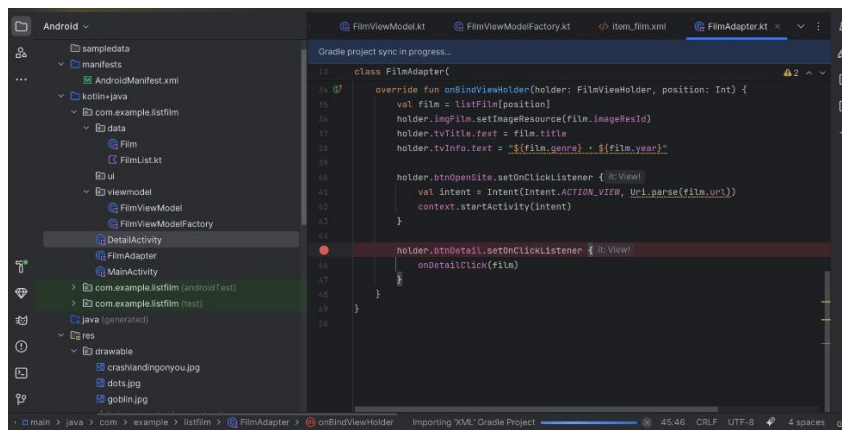 Android
FilmViewModel.kt
FilmViewModelFactory.kt
item_film.xml
FilmAdapter.kt
Gradle project sync in progress...
sampledata
manifests
AndroidManifest.xml
kotlin+java
com.example.listfilm
data
Film
FilmList.kt
ui
viewmodel
FilmViewModel
FilmViewModelFactory
DetailActivity
FilmAdapter
MainActivity
com.example.listfilm (androidTest)
com.example.listfilm (test)
java (generated)
res
drawable
crashlandingonyou.jpg
dots.jpg
goblin.jpg
13 class FilmAdapter(
2
34 override fun onBindViewHolder(holder: FilmViewHolder, position: Int) {
35 val film = listFilm[position]
36 holder.imgFilm.setImageResource(film.imageResId)
37 holder.tvTitle.text = film.title
38 holder.tvInfo.text = "${film.genre} • ${film.year}"
39
40 holder.btnOpenSite.setOnClickListener { it: View!
41 val intent = Intent(Intent.ACTION_VIEW, Uri.parse(film.url))
42 context.startActivity(intent)
43 }
44
holder.btnDetail.setOnClickListener { it: View!
46 onDetailClick(film)
47 }
48 }
49 }
50
main > java > com > example > listfilm > FilmAdapter > onBindViewHolder
Importing 'XML' Gradle Project
45:46 CRLF UTF-8 4 spaces